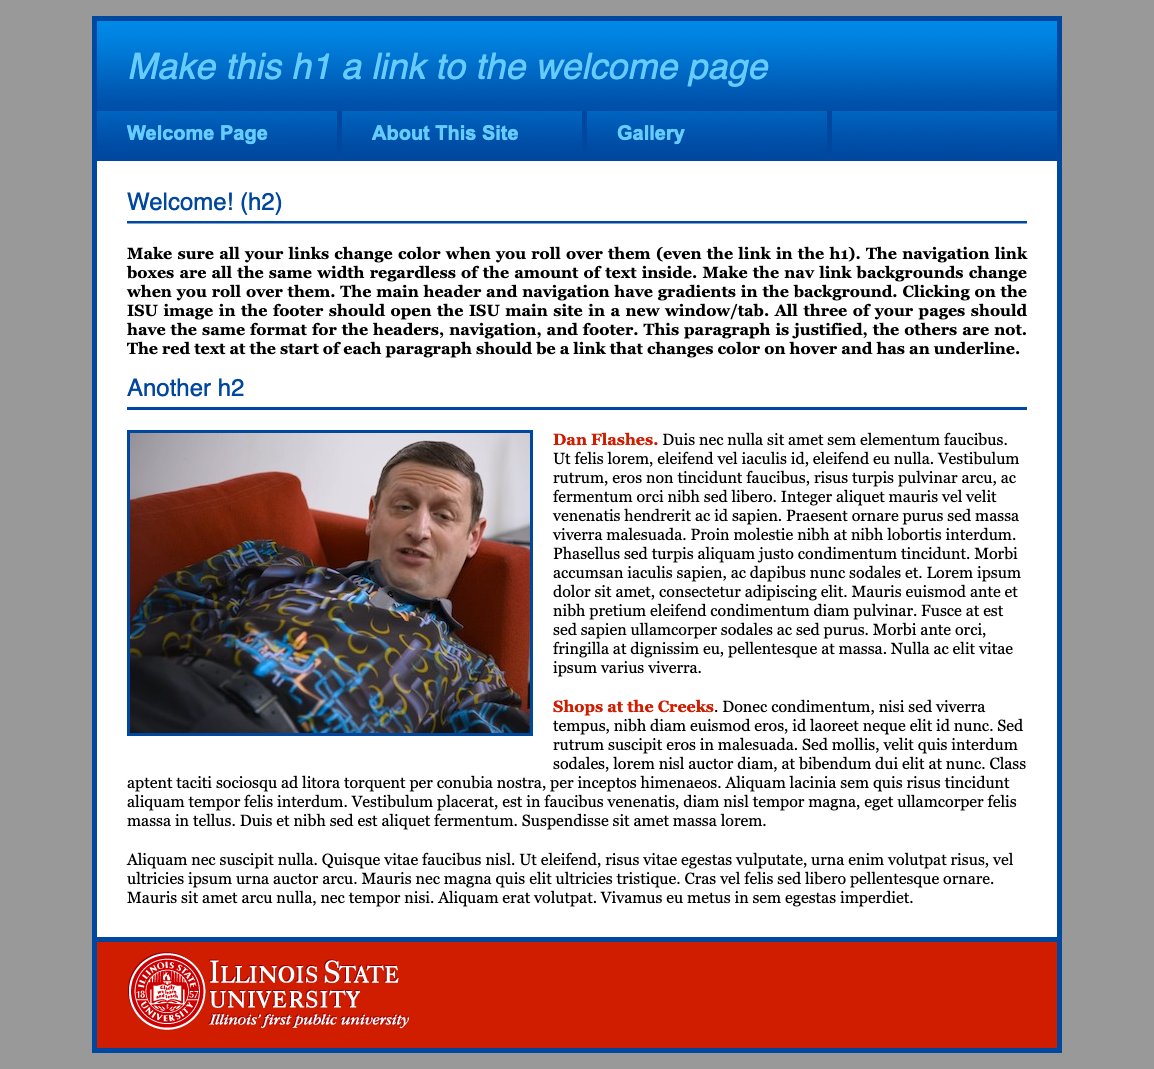 Make this h1 a link to the welcome page
Welcome Page
About This Site
Gallery
Welcome! (h2)
Make sure all your links change color when you roll over them (even the link in the h1). The navigation link
boxes are all the same width regardless of the amount of text inside. Make the nav link backgrounds change
when you roll over them. The main header and navigation have gradients in the background. Clicking on the
ISU image in the footer should open the ISU main site in a new window/tab. All three of your pages should
have the same format for the headers, navigation, and footer. This paragraph is justified, the others are not.
The red text at the start of each paragraph should be a link that changes color on hover and has an underline.
Another h2
Dan Flashes. Duis nec nulla sit amet sem elementum faucibus.
Ut felis lorem, eleifend vel iaculis id, eleifend eu nulla. Vestibulum
rutrum, eros non tincidunt faucibus, risus turpis pulvinar arcu, ac
fermentum orci nibh sed libero. Integer aliquet mauris vel velit
venenatis hendrerit ac id sapien. Praesent ornare purus sed massa
viverra malesuada. Proin molestie nibh at nibh lobortis interdum.
Phasellus sed turpis aliquam justo condimentum tincidunt. Morbi
accumsan iaculis sapien, ac dapibus nunc sodales et. Lorem ipsum
dolor sit amet, consectetur adipiscing elit. Mauris euismod ante et
nibh pretium eleifend condimentum diam pulvinar. Fusce at est
sed sapien ullamcorper sodales ac sed purus. Morbi ante orci,
fringilla at dignissim eu, pellentesque at massa. Nulla ac elit vitae
ipsum varius viverra.
Shops at the Creeks. Donec condimentum, nisi sed viverra
tempus, nibh diam euismod eros, id laoreet neque elit id nunc. Sed
rutrum suscipit eros in malesuada. Sed mollis, velit quis interdum
sodales, lorem nisl auctor diam, at bibendum dui elit at nunc. Class
aptent taciti sociosqu ad litora torquent per conubia nostra, per inceptos himenaeos. Aliquam lacinia sem quis risus tincidunt
aliquam tempor felis interdum. Vestibulum placerat, est in faucibus venenatis, diam nisl tempor magna, eget ullamcorper felis
massa in tellus. Duis et nibh sed est aliquet fermentum. Suspendisse sit amet massa lorem.
Aliquam nec suscipit nulla. Quisque vitae faucibus nisl. Ut eleifend, risus vitae egestas vulputate, urna enim volutpat risus, vel
ultricies ipsum urna auctor arcu. Mauris nec magna quis elit ultricies tristique. Cras vel felis sed libero pellentesque ornare.
Mauris sit amet arcu nulla, nec tempor nisi. Aliquam erat volutpat. Vivamus eu metus in sem egestas imperdiet.
ILLINOIS STATE
UNIVERSITY
18 57
ILLINOIS STATE
UNIVERSITY
Illinois' first public university